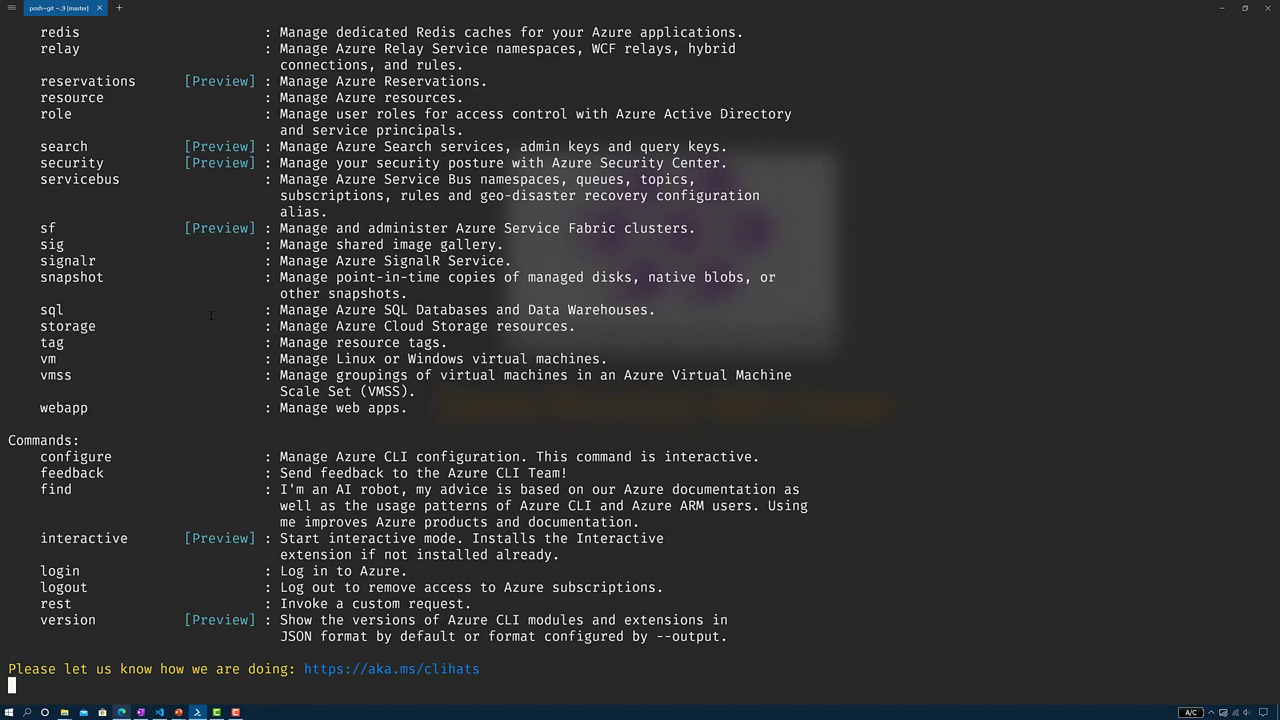 posh~git ~..9 [master]
redis : Manage dedicated Redis caches for your Azure applications.
relay : Manage Azure Relay Service namespaces, WCF relays, hybrid
connections, and rules.
reservations [Preview] : Manage Azure Reservations.
resource : Manage Azure resources.
role : Manage user roles for access control with Azure Active Directory
and service principals.
search [Preview] : Manage Azure Search services, admin keys and query keys.
security [Preview] : Manage your security posture with Azure Security Center.
servicebus : Manage Azure Service Bus namespaces, queues, topics,
subscriptions, rules and geo-disaster recovery configuration
alias.
sf [Preview] : Manage and administer Azure Service Fabric clusters.
sig : Manage shared image gallery.
signalr : Manage Azure SignalR Service.
snapshot : Manage point-in-time copies of managed disks, native blobs, or
other snapshots.
sql : Manage Azure SQL Databases and Data Warehouses.
storage : Manage Azure Cloud Storage resources.
tag : Manage resource tags.
vm : Manage Linux or Windows virtual machines.
vmss : Manage groupings of virtual machines in an Azure Virtual Machine
Scale Set (VMSS).
webapp : Manage web apps.
Commands:
configure : Manage Azure CLI configuration. This command is interactive.
feedback : Send feedback to the Azure CLI Team!
find : I'm an AI robot, my advice is based on our Azure documentation as
well as the usage patterns of Azure CLI and Azure ARM users. Using
me improves Azure products and documentation.
interactive [Preview] : Start interactive mode. Installs the Interactive
extension if not installed already.
login : Log in to Azure.
logout : Log out to remove access to Azure subscriptions.
rest : Invoke a custom request.
version [Preview] : Show the versions of Azure CLI modules and extensions in
JSON format by default or format configured by --output.
Please let us know how we are doing: https://aka.ms/clihats
A/C